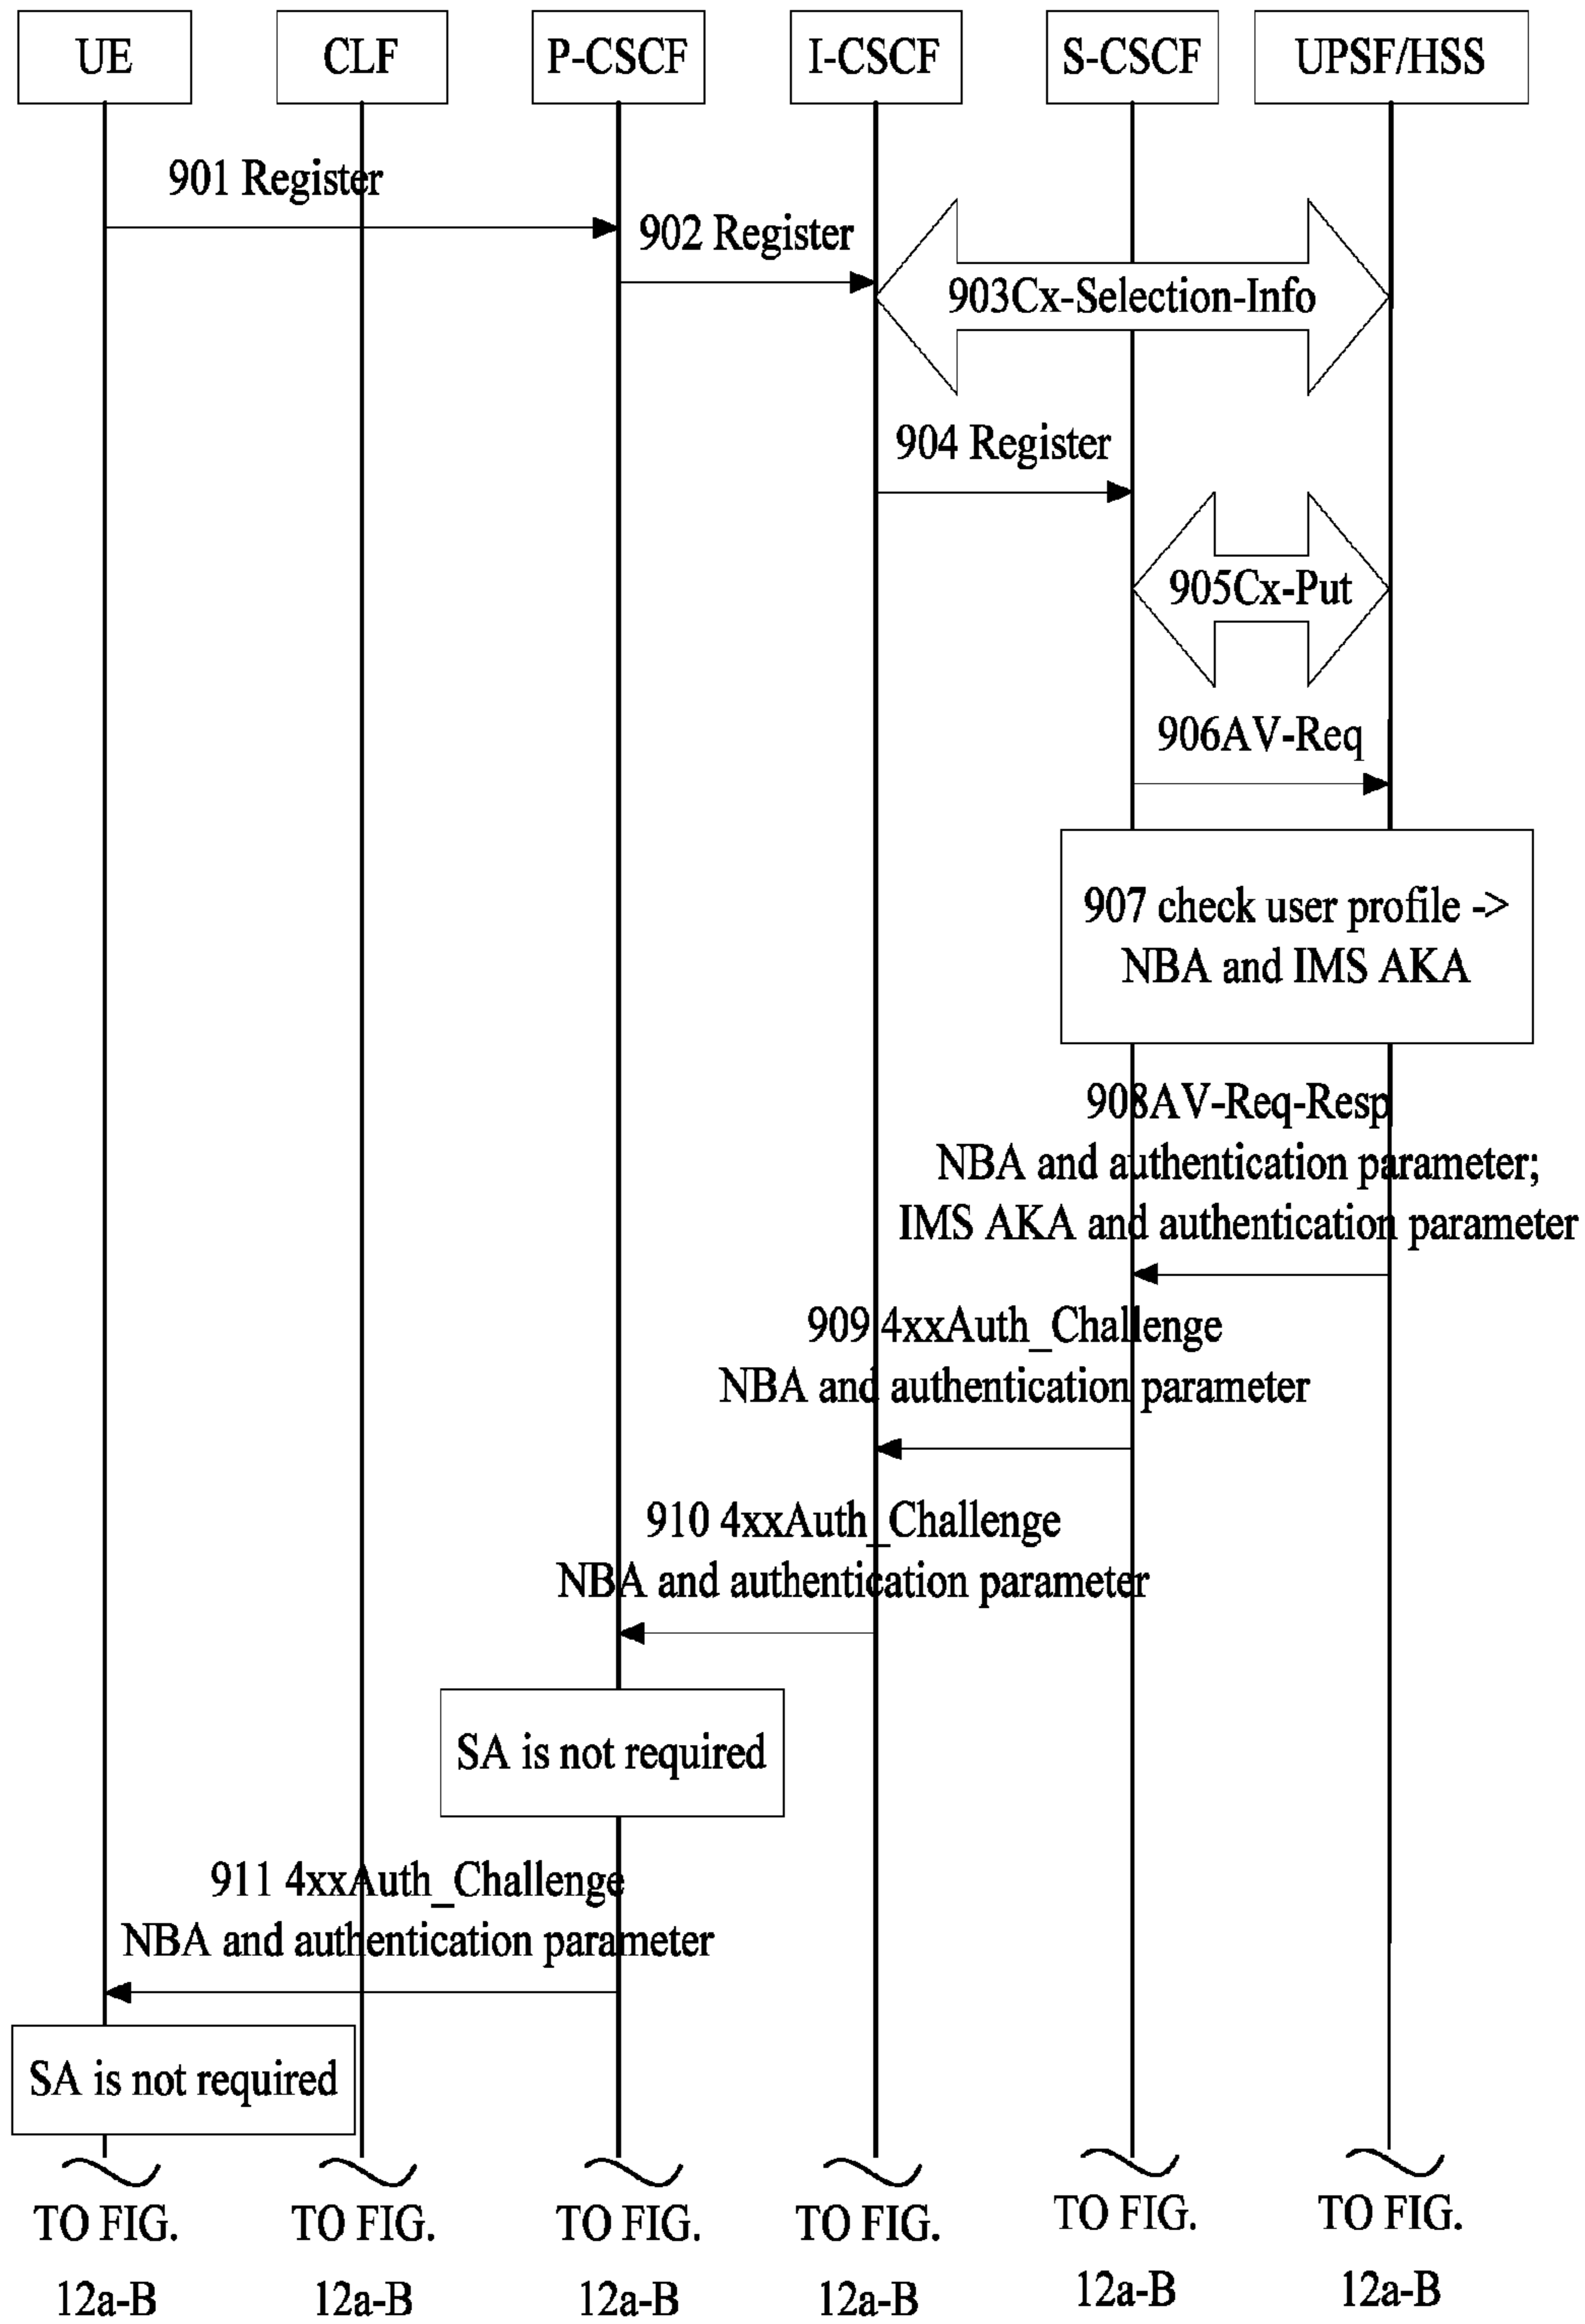 UE
CLF
P-CSCF
I-CSCF
S-CSCF
UPSF/HSS
901 Register
902 Register
903Cx-Selection-Info
904 Register
905Cx-Put
906AV-Req
907 check user profile ->
NBA and IMS AKA
908AV-Req-Resp
NBA and authentication parameter;
IMS AKA and authentication parameter
909 4xxAuth_Challenge
NBA and authentication parameter
910 4xxAuth_Challenge
NBA and authentication parameter
SA is not required
911 4xxAuth_Challenge
NBA and authentication parameter
SA is not required
TO FIG.
12a-B
TO FIG.
12a-B
TO FIG.
12a-B
TO FIG.
12a-B
TO FIG.
12a-B
TO FIG.
12a-B